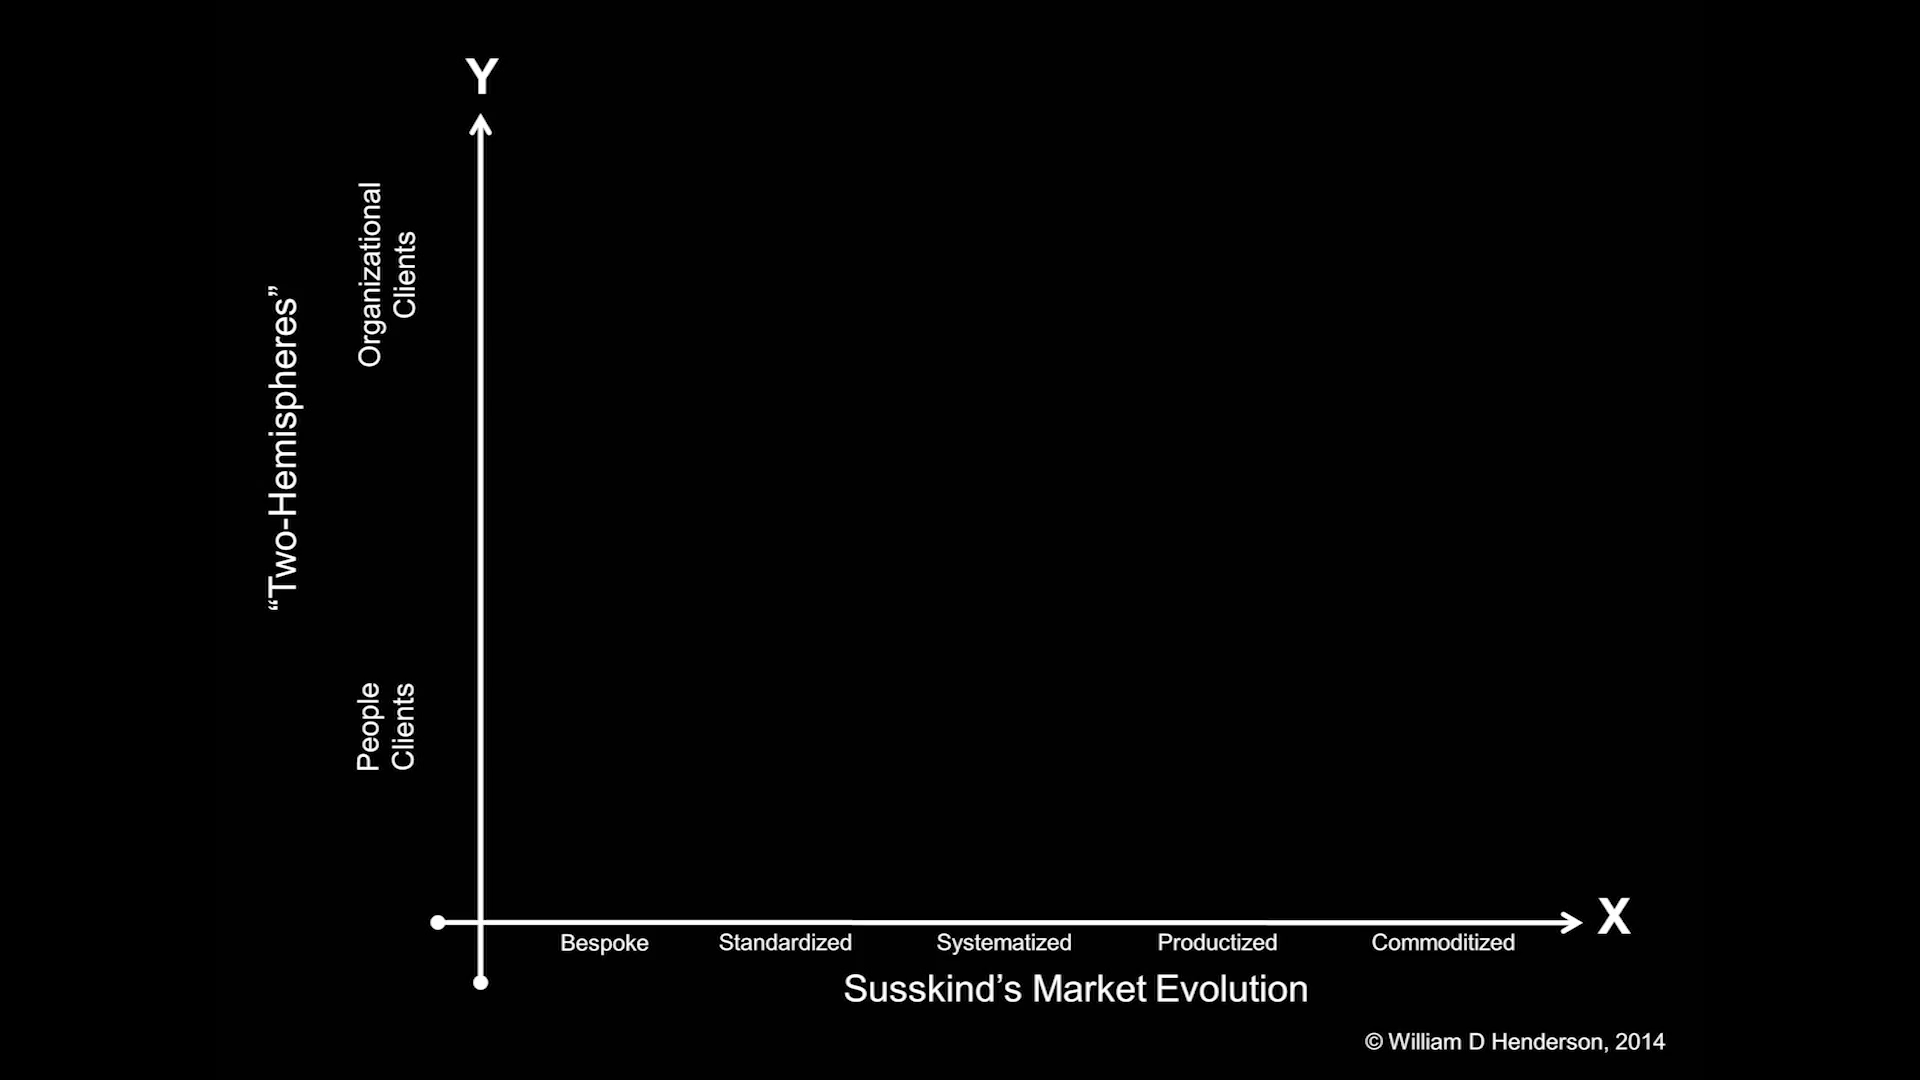 Y
“Two-Hemispheres”
Organizational
Clients
People
Clients
X
Bespoke Standardized Systematized Productized Commoditized
Susskind’s Market Evolution
© William D Henderson, 2014